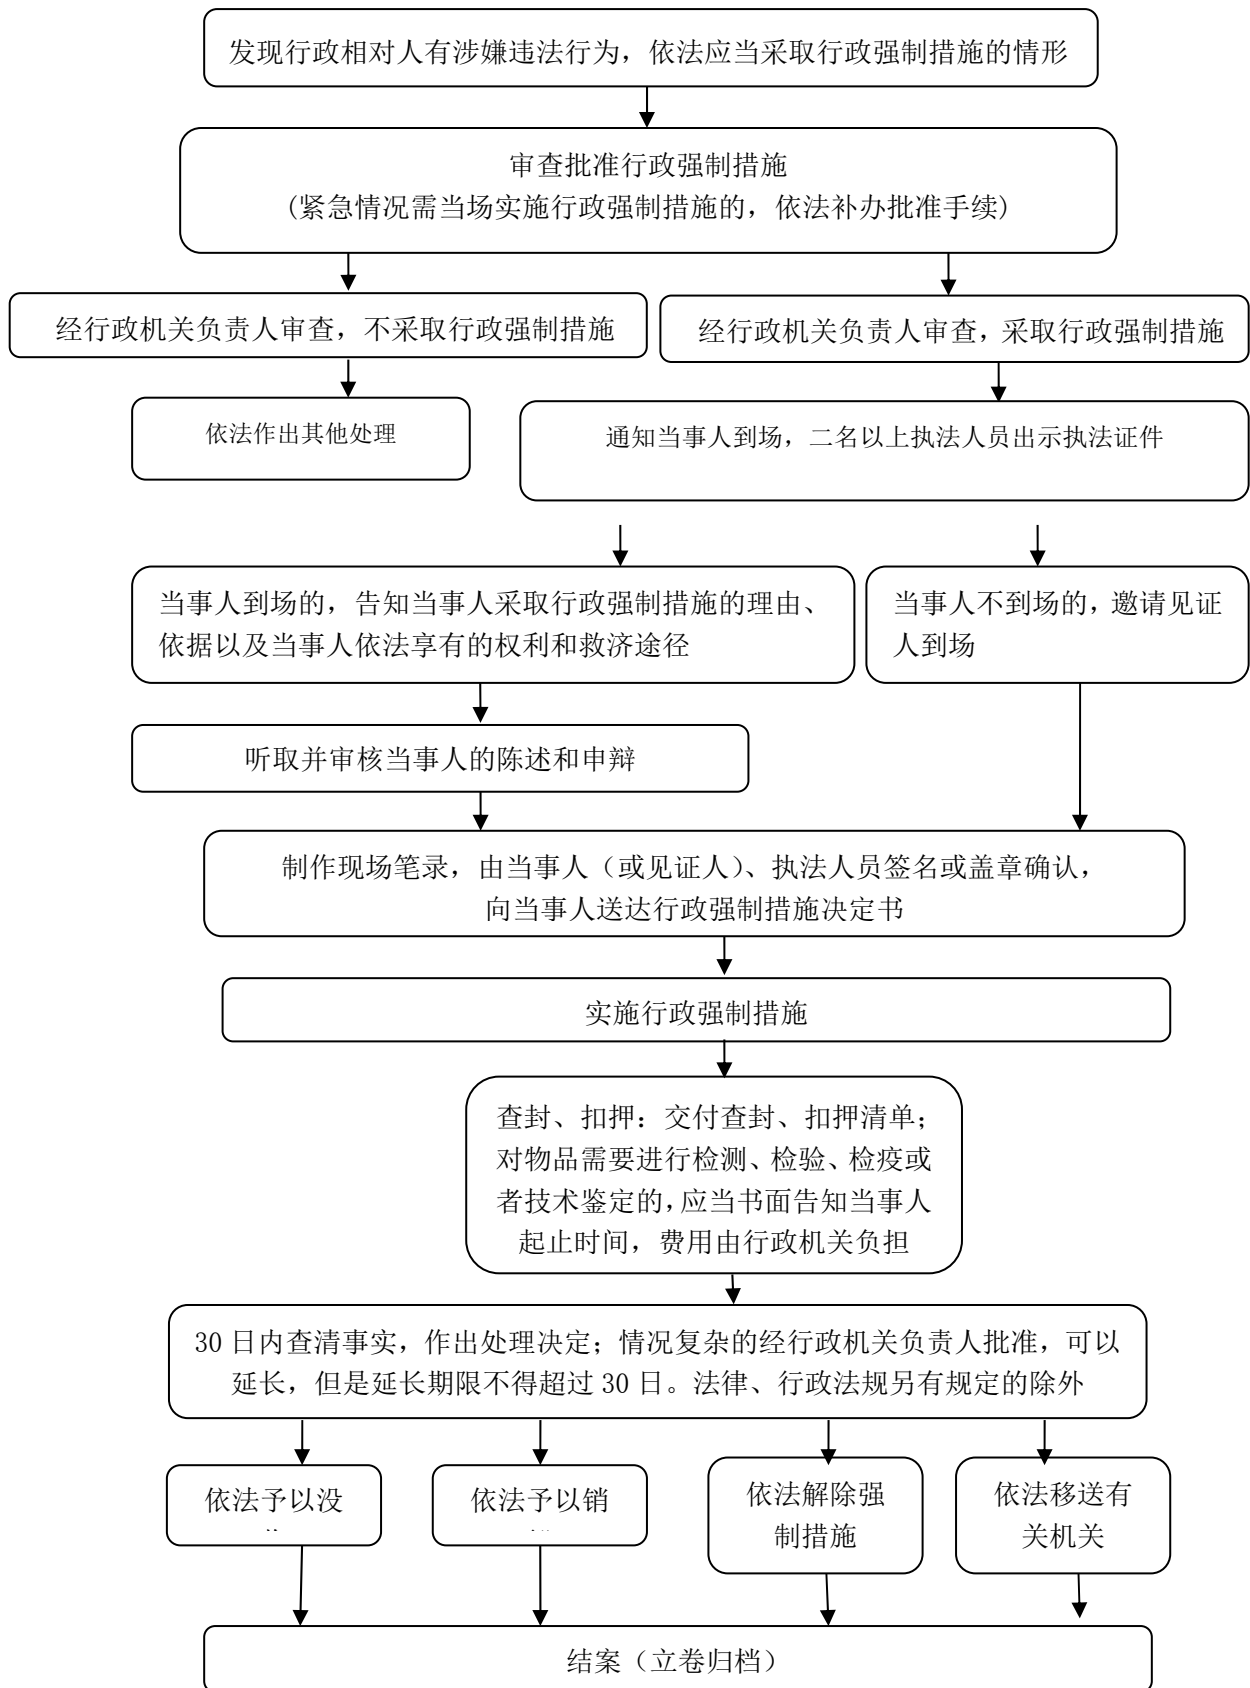 发现行政相对人有涉嫌违法行为，依法应当采取行政强制措施的情形
审查批准行政强制措施
(紧急情况需当场实施行政强制措施的，依法补办批准手续)
经行政机关负责人审查，不采取行政强制措施
经行政机关负责人审查，采取行政强制措施
依法作出其他处理
通知当事人到场，二名以上执法人员出示执法证件
当事人到场的，告知当事人采取行政强制措施的理由、
依据以及当事人依法享有的权利和救济途径
当事人不到场的，邀请见证
人到场
听取并审核当事人的陈述和申辩
制作现场笔录，由当事人（或见证人）、执法人员签名或盖章确认，
向当事人送达行政强制措施决定书
实施行政强制措施
查封、扣押：交付查封、扣押清单；
对物品需要进行检测、检验、检疫或
者技术鉴定的，应当书面告知当事人
起止时间，费用由行政机关负担
30 日内查清事实，作出处理决定；情况复杂的经行政机关负责人批准，可以
延长，但是延长期限不得超过 30 日。法律、行政法规另有规定的除外
依法予以没
依法予以销
依法解除强
制措施
依法移送有
关机关
结案（立卷归档）